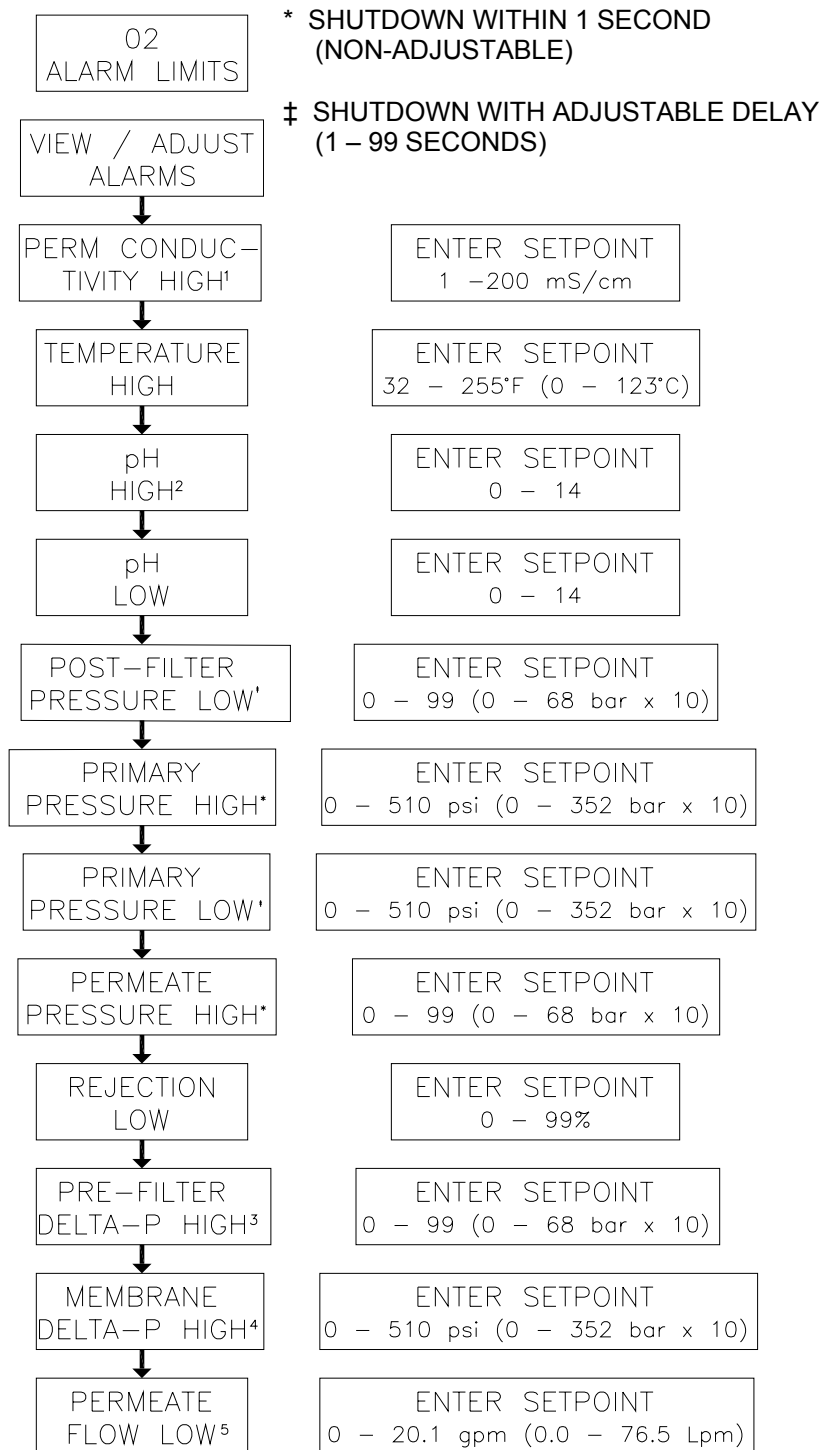 02
ALARM LIMITS
* SHUTDOWN WITHIN 1 SECOND
(NON-ADJUSTABLE)
‡ SHUTDOWN WITH ADJUSTABLE DELAY
(1 – 99 SECONDS)
VIEW / ADJUST
ALARMS
PERM CONDUC-
TIVITY HIGH¹
ENTER SETPOINT
1 -200 mS/cm
TEMPERATURE
HIGH
ENTER SETPOINT
32 - 255°F (0 - 123°C)
pH
HIGH²
ENTER SETPOINT
0 - 14
pH
LOW
ENTER SETPOINT
0 - 14
POST-FILTER
PRESSURE LOW'
ENTER SETPOINT
0 - 99 (0 - 68 bar x 10)
PRIMARY
PRESSURE HIGH*
ENTER SETPOINT
0 - 510 psi (0 - 352 bar x 10)
PRIMARY
PRESSURE LOW'
ENTER SETPOINT
0 - 510 psi (0 - 352 bar x 10)
PERMEATE
PRESSURE HIGH*
ENTER SETPOINT
0 - 99 (0 - 68 bar x 10)
REJECTION
LOW
ENTER SETPOINT
0 - 99%
PRE-FILTER
DELTA-P HIGH³
ENTER SETPOINT
0 - 99 (0 - 68 bar x 10)
MEMBRANE
DELTA-P HIGH⁴
ENTER SETPOINT
0 - 510 psi (0 - 352 bar x 10)
PERMEATE
FLOW LOW⁵
ENTER SETPOINT
0 - 20.1 gpm (0.0 - 76.5 Lpm)